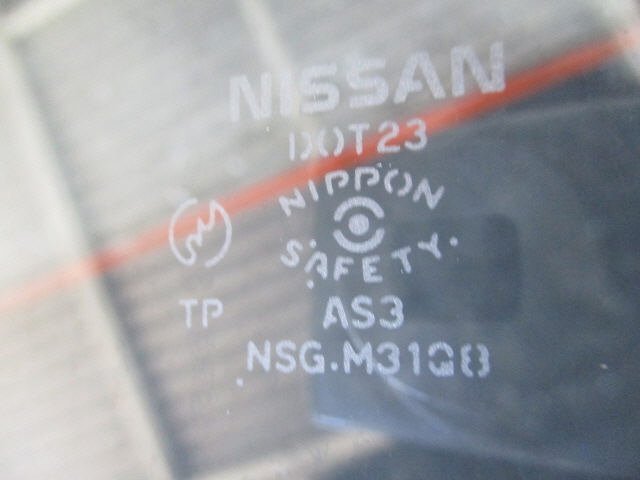 NISSAN
DOT23
NIPPON
SAFETY
TP AS3
NSG.M31Q8